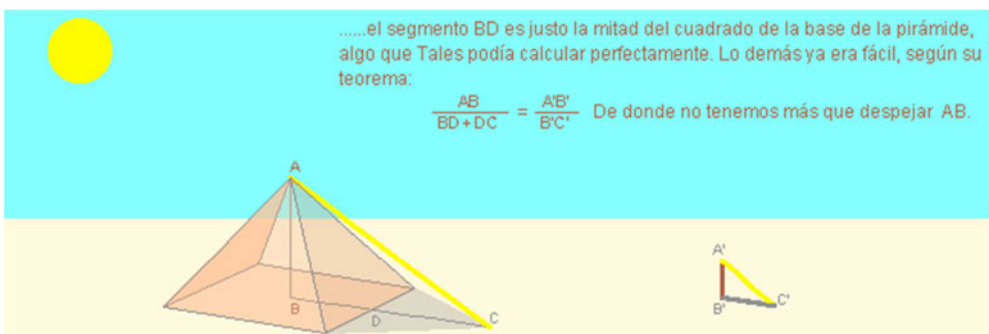 ......el segmento BD es justo la mitad del cuadrado de la base de la pirámide,
algo que Tales podía calcular perfectamente. Lo demás ya era fácil, según su
teorema:
AB / BD + DC = A'B' / B'C' De donde no tenemos más que despejar AB.
A
B
D
C
A'
B'
C'